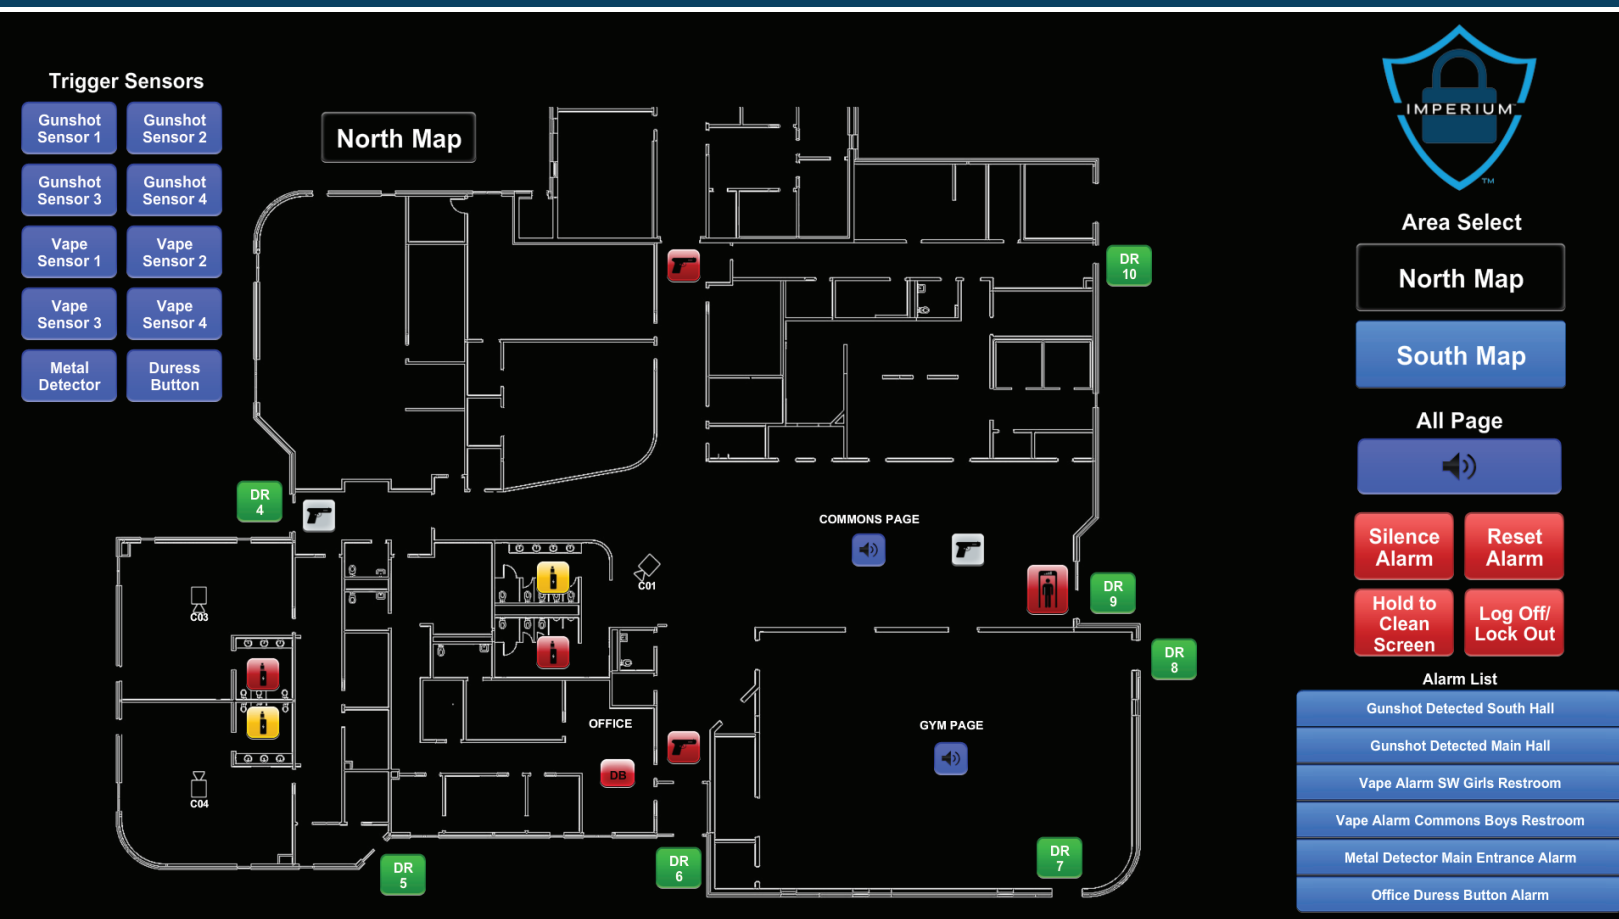 Trigger Sensors
Gunshot
Sensor 1
Gunshot
Sensor 2
Gunshot
Sensor 3
Gunshot
Sensor 4
Vape
Sensor 1
Vape
Sensor 2
Vape
Sensor 3
Vape
Sensor 4
Metal
Detector
Duress
Button
North Map
DR
10
DR
4
COMMONS PAGE
C01
DR
9
C03
DR
8
OFFICE
GYM PAGE
DB
C04
DR
7
DR
6
DR
5
IMPERIUM
TM
Area Select
North Map
South Map
All Page
Silence
Alarm
Reset
Alarm
Hold to
Clean
Screen
Log Off/
Lock Out
Alarm List
Gunshot Detected South Hall
Gunshot Detected Main Hall
Vape Alarm SW Girls Restroom
Vape Alarm Commons Boys Restroom
Metal Detector Main Entrance Alarm
Office Duress Button Alarm